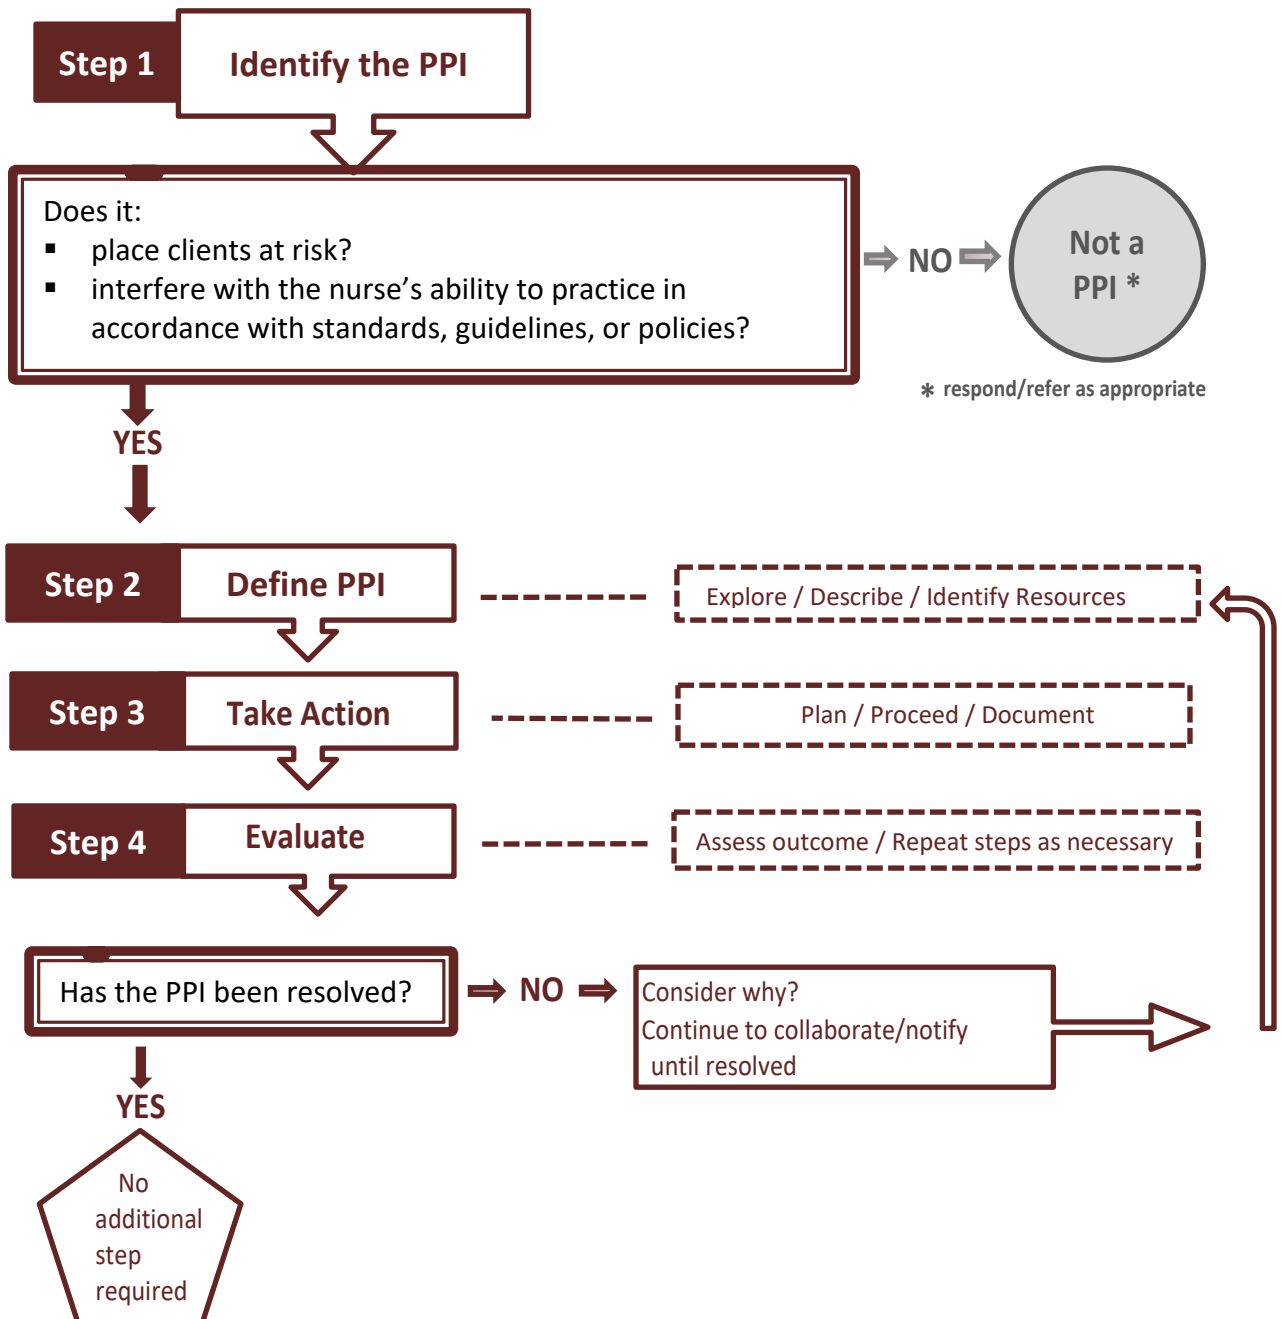 Step 1
Identify the PPI
Does it:
▪ place clients at risk?
▪ interfere with the nurse’s ability to practice in
accordance with standards, guidelines, or policies?
NO
Not a
PPI *
* respond/refer as appropriate
YES
Step 2
Define PPI
Explore / Describe / Identify Resources
Step 3
Take Action
Plan / Proceed / Document
Step 4
Evaluate
Assess outcome / Repeat steps as necessary
Has the PPI been resolved?
NO
Consider why?
Continue to collaborate/notify
until resolved
YES
No
additional
step
required